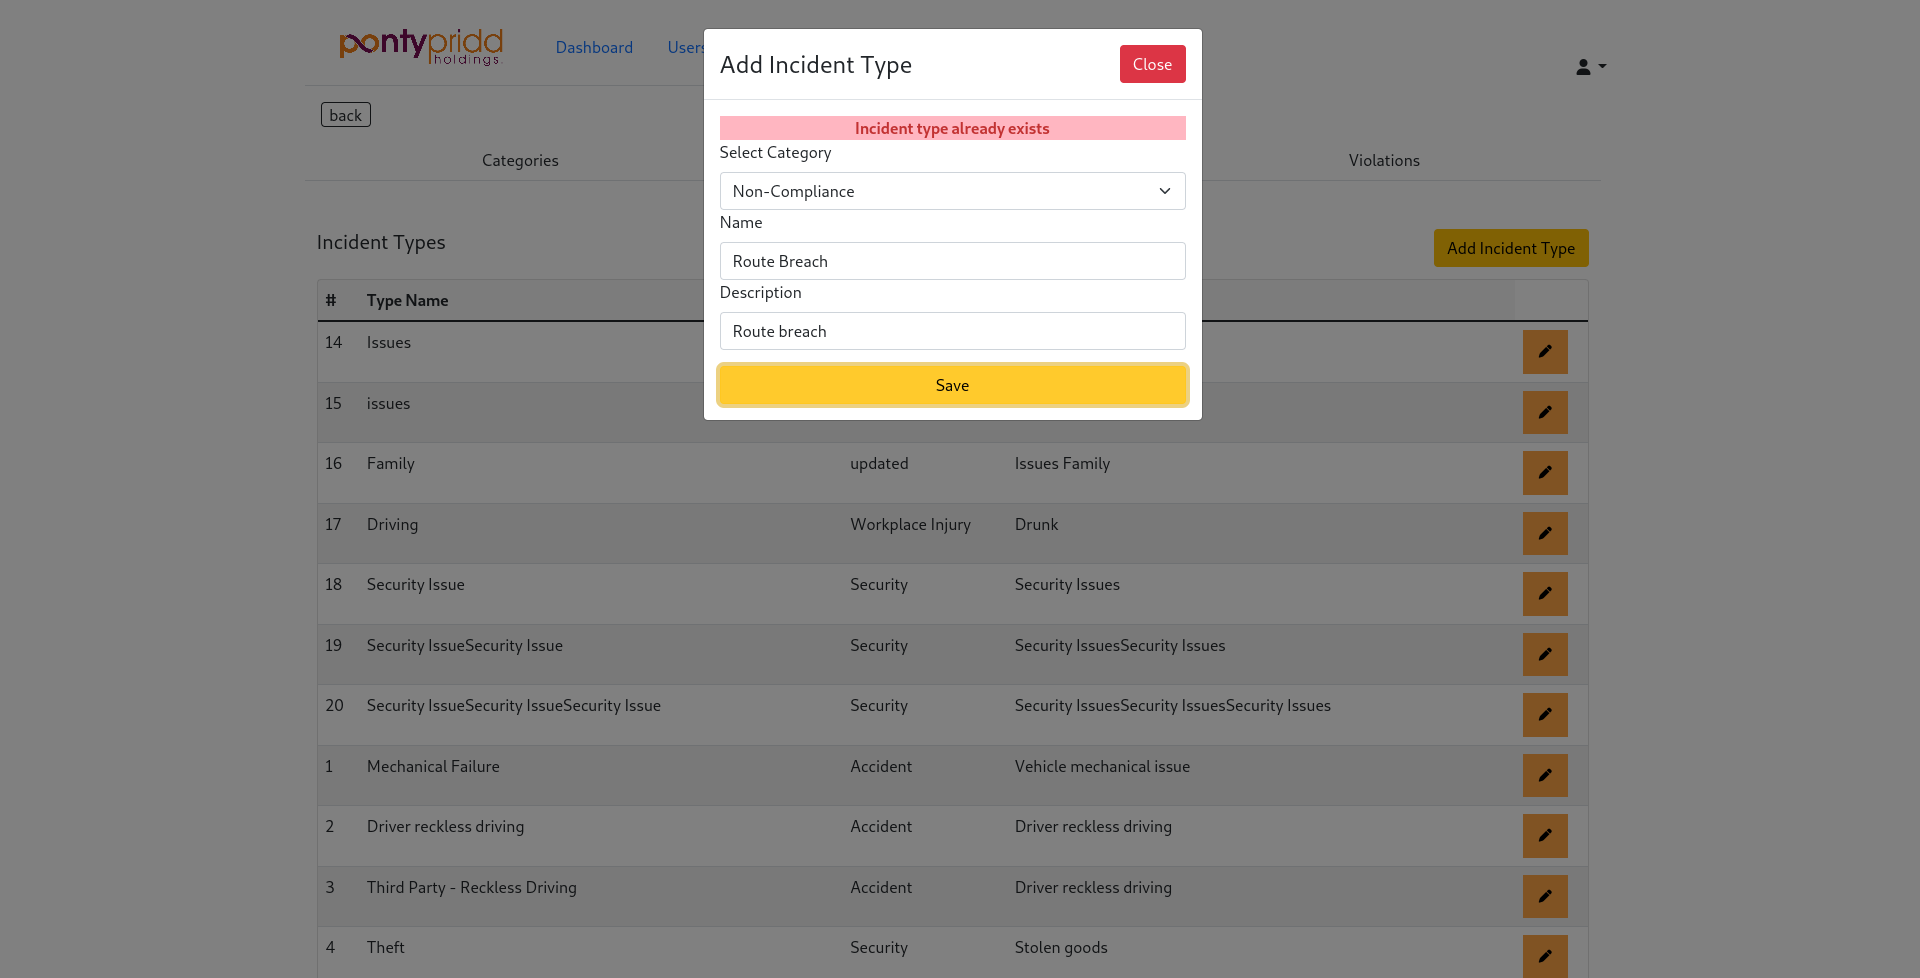 pontypridd
holdings.
Dashboard
Users
Add Incident Type
Close
back
Incident type already exists
Select Category
Categories
Violations
Non-Compliance
Name
Incident Types
Add Incident Type
Route Breach
Description
# Type Name
Route breach
14 Issues
Save
15 issues
16 Family updated Issues Family
17 Driving Workplace Injury Drunk
18 Security Issue Security Security Issues
19 Security IssueSecurity Issue Security Security IssuesSecurity Issues
20 Security IssueSecurity IssueSecurity Issue Security Security IssuesSecurity IssuesSecurity Issues
1 Mechanical Failure Accident Vehicle mechanical issue
2 Driver reckless driving Accident Driver reckless driving
3 Third Party - Reckless Driving Accident Driver reckless driving
4 Theft Security Stolen goods